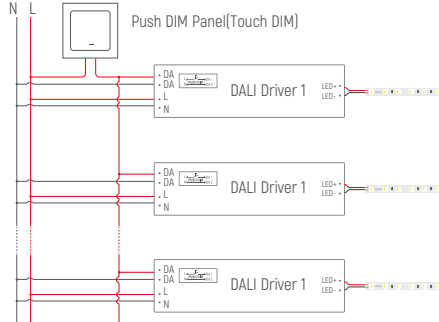 N L
Push DIM Panel(Touch DIM)
DA
DA
L
N
DALI Driver 1
LED+
LED-
DA
DA
L
N
DALI Driver 1
LED+
LED-
DA
DA
L
N
DALI Driver 1
LED+
LED-